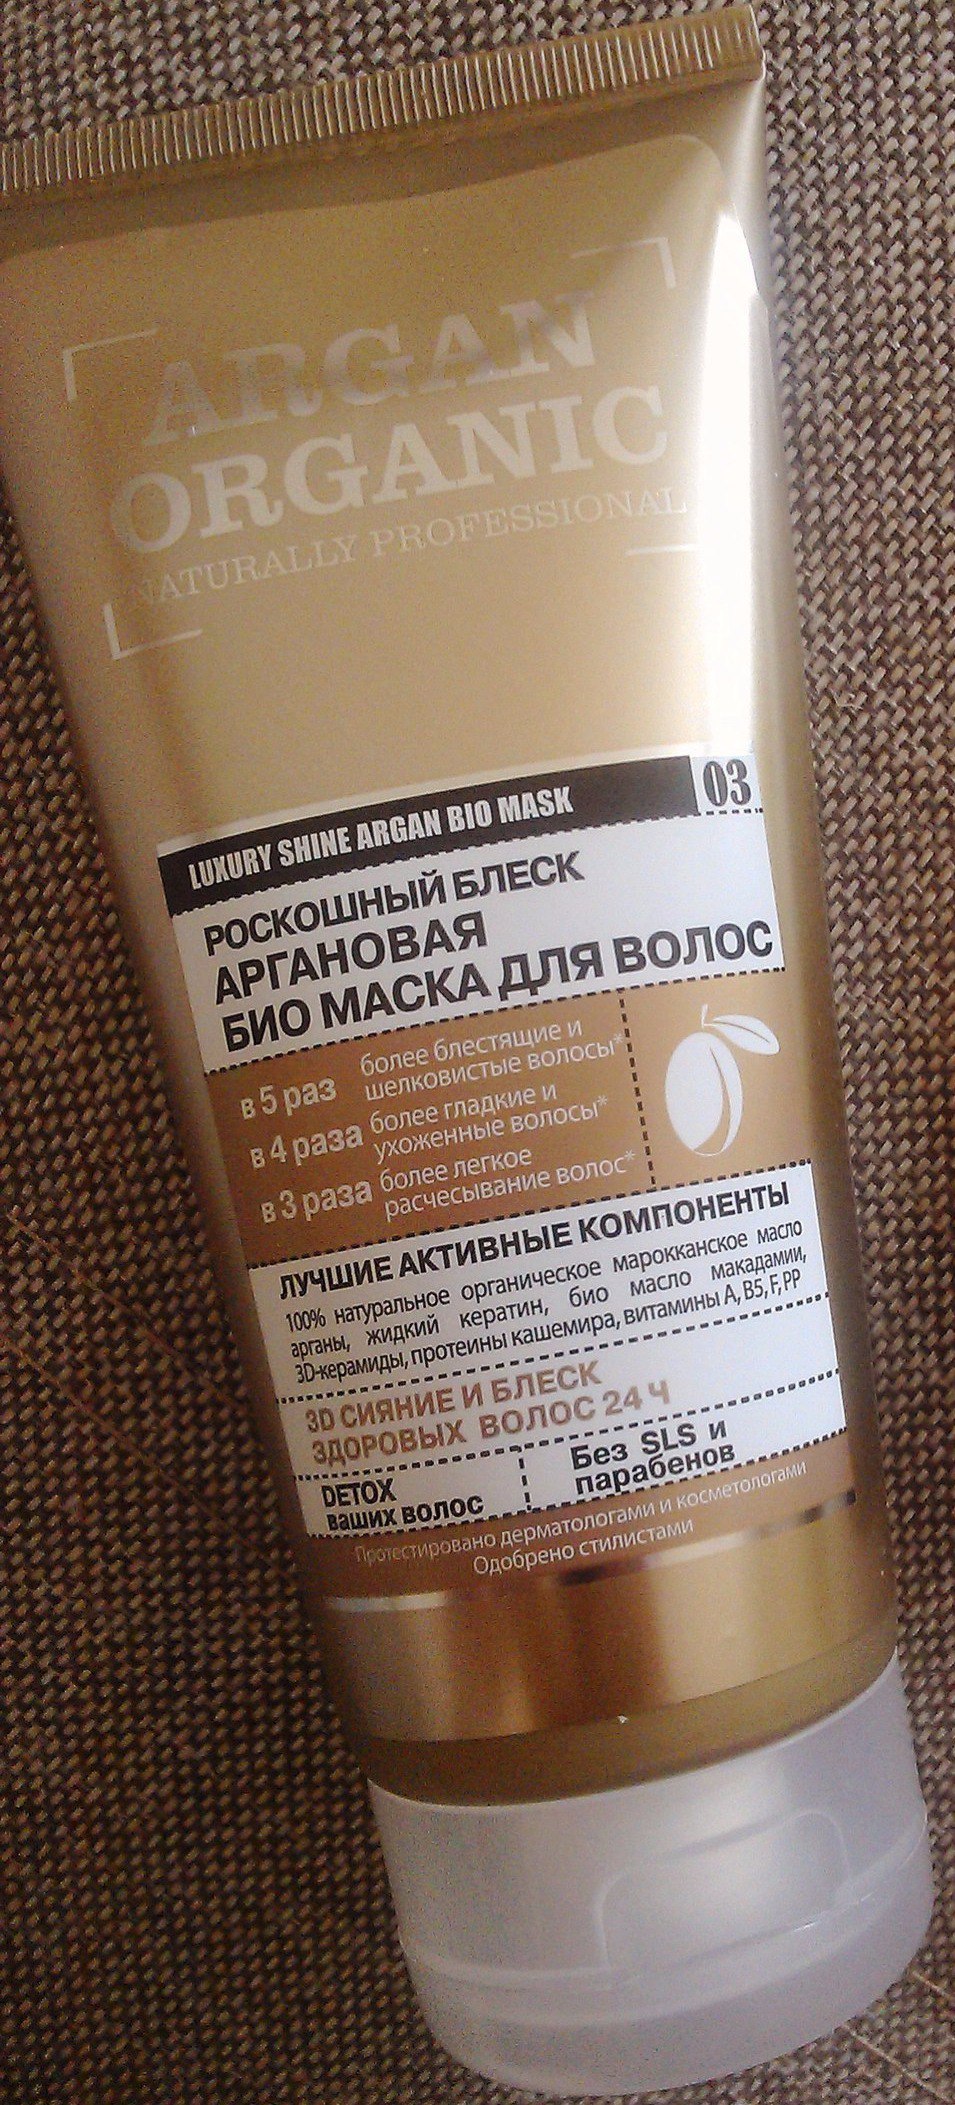 ARGAN
ORGANIC
NATURALLY PROFESSIONAL
LUXURY SHINE ARGAN BIO MASK 03
РОСКОШНЫЙ БЛЕСК
АРГАНОВАЯ
БИО МАСКА ДЛЯ ВОЛОС
в 5 раз более блестящие и
шелковистые волосы*
в 4 раза более гладкие и
ухоженные волосы*
в 3 раза более легкое
расчесывание волос*
ЛУЧШИЕ АКТИВНЫЕ КОМПОНЕНТЫ
100% натуральное органическое марокканское масло
арганы, жидкий кератин, био масло макадамии,
3D-керамиды, протеины кашемира, витамины A, B5, F, PP
3D СИЯНИЕ И БЛЕСК
ЗДОРОВЫХ ВОЛОС 24 Ч
DETOX
ваших волос
Без SLS и
парабенов
Протестировано дерматологами и косметологами
Одобрено стилистами